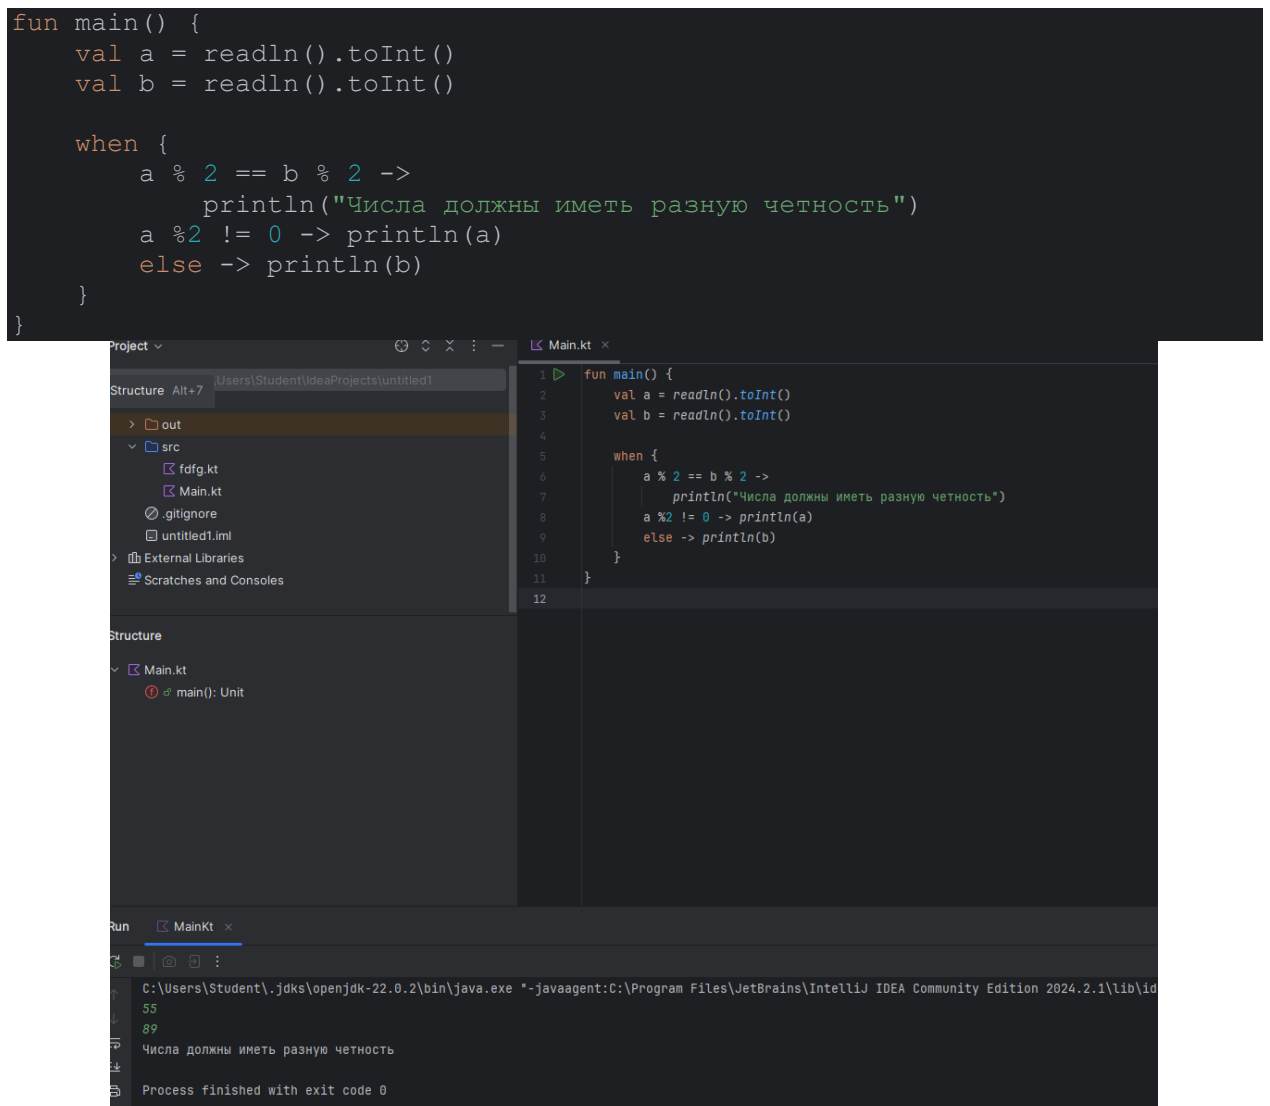 fun main() {
val a = readln().toInt()
val b = readln().toInt()
when {
a % 2 == b % 2 ->
println("Числа должны иметь разную четность")
a %2 != 0 -> println(a)
else -> println(b)
}
}
Project
Structure Alt+7
\Users\Student\IdeaProjects\untitled1
out
src
fdfg.kt
Main.kt
.gitignore
untitled1.iml
External Libraries
Scratches and Consoles
Structure
Main.kt
main(): Unit
Main.kt
1 fun main() {
2 val a = readln().toInt()
3 val b = readln().toInt()
4
5 when {
6 a % 2 == b % 2 ->
7 println("Числа должны иметь разную четность")
8 a %2 != 0 -> println(a)
9 else -> println(b)
10 }
11 }
12
Run MainKt
C:\Users\Student\.jdks\openjdk-22.0.2\bin\java.exe "-javaagent:C:\Program Files\JetBrains\IntelliJ IDEA Community Edition 2024.2.1\lib\id
55
89
Числа должны иметь разную четность
Process finished with exit code 0